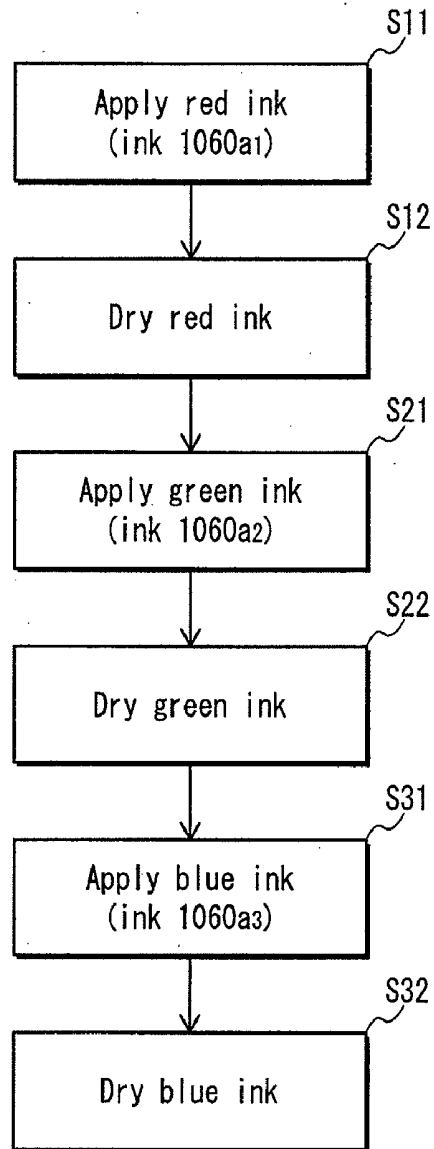 S11
Apply red ink
(ink 1060a1)
S12
Dry red ink
S21
Apply green ink
(ink 1060a2)
S22
Dry green ink
S31
Apply blue ink
(ink 1060a3)
S32
Dry blue ink